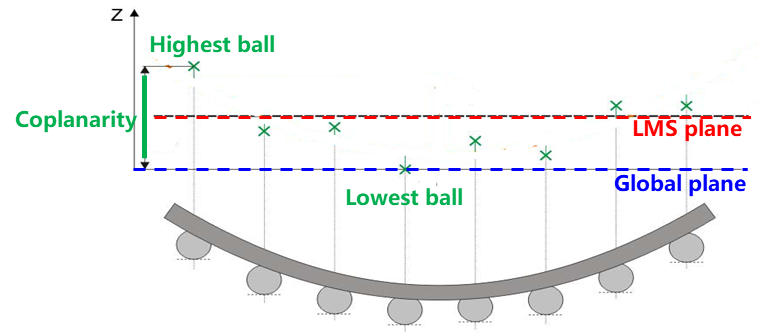 Z
Highest ball
Coplanarity
LMS plane
Global plane
Lowest ball